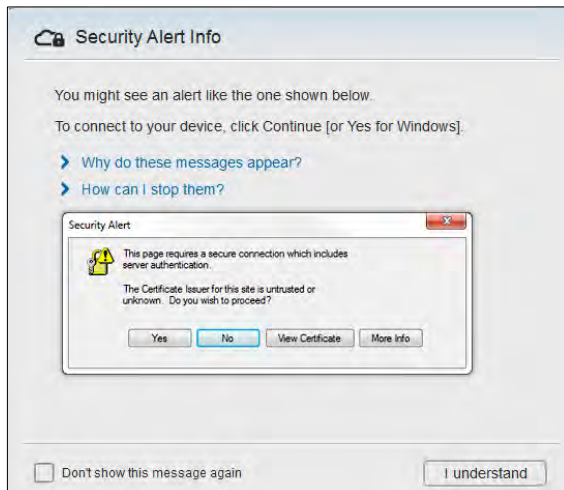 Security Alert Info
You might see an alert like the one shown below.
To connect to your device, click Continue [or Yes for Windows].
Why do these messages appear?
How can I stop them?
Security Alert
This page requires a secure connection which includes
server authentication.
The Certificate Issuer for this site is untrusted or
unknown. Do you wish to proceed?
Yes No View Certificate More Info
Don't show this message again I understand